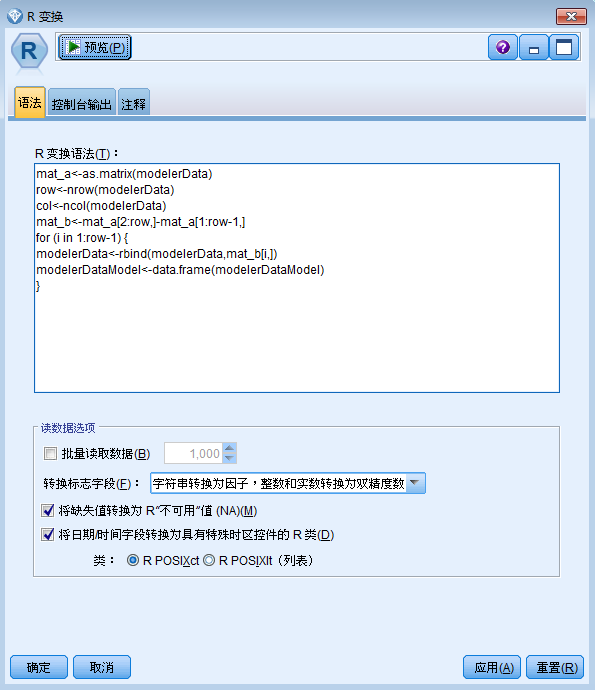 R 变换
R
预览(P)
语法 控制台输出 注释
R 变换语法(T)：
mat_a<-as.matrix(modelerData)
row<-nrow(modelerData)
col<-ncol(modelerData)
mat_b<-mat_a[2:row,]-mat_a[1:row-1,]
for (i in 1:row-1) {
modelerData<-rbind(modelerData,mat_b[i,])
modelerDataModel<-data.frame(modelerDataModel)
}
读数据选项
批量读取数据(B) 1,000
转换标志字段(F)： 字符串转换为因子，整数和实数转换为双精度数
将缺失值转换为 R"不可用"值 (NA)(M)
将日期/时间字段转换为具有特殊时区控件的 R 类(D)
类： R POSIXct R POSIXlt（列表）
确定 取消 应用(A) 重置(R)